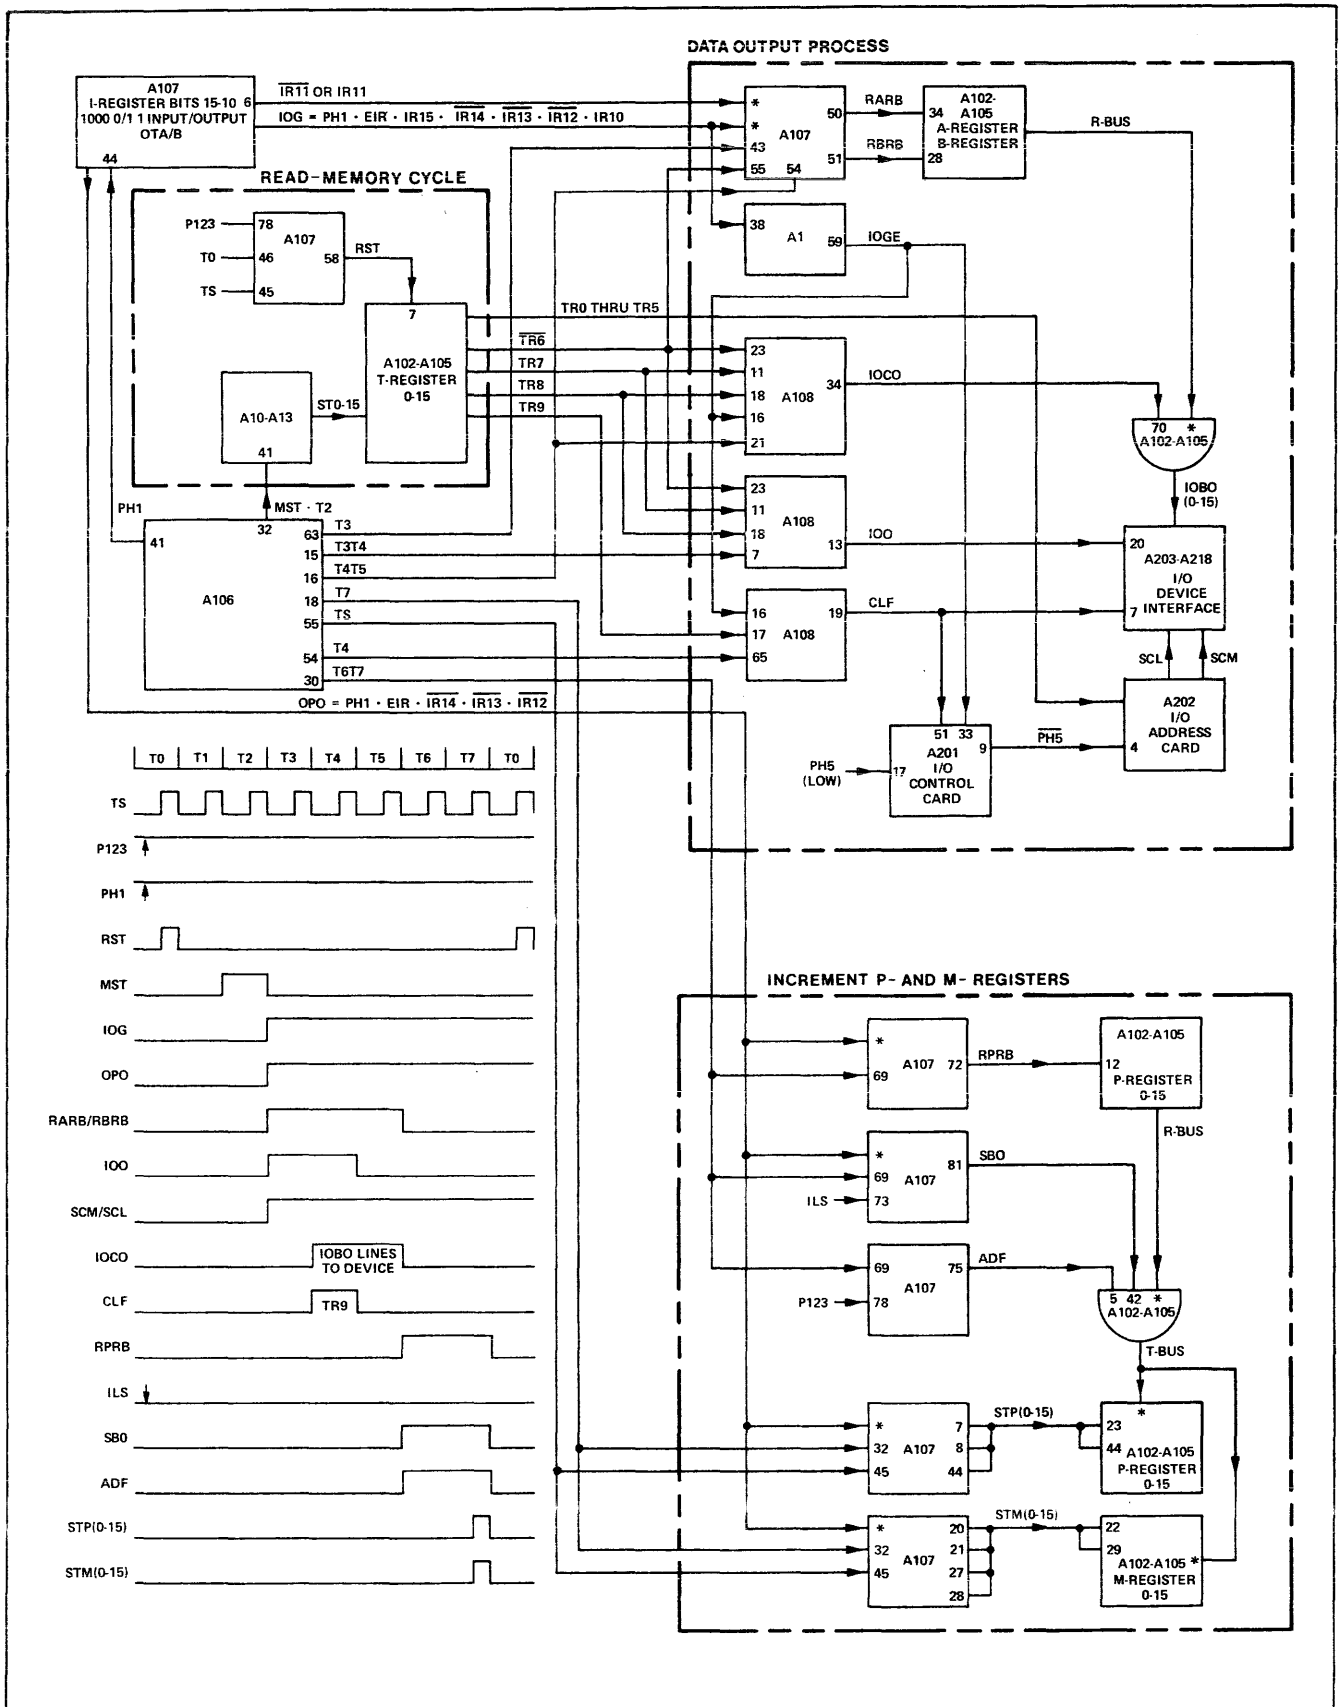 DATA OUTPUT PROCESS
A107
I-REGISTER BITS 15-10 6
1000 0/1 1 INPUT/OUTPUT
OTA/B
44
IR11 OR IR11
IOG = PH1 · EIR · IR15 · IR14 · IR13 · IR12 · IR10
*
*
43
55
A107
50
51
54
RARB
RBRB
34
28
A102-
A105
A-REGISTER
B-REGISTER
R-BUS
READ-MEMORY CYCLE
P123
T0
TS
78
46
45
A107
58
RST
38
A1
59
IOGE
7
A102-A105
T-REGISTER
0-15
TR0 THRU TR5
TR6
TR7
TR8
TR9
A10-A13
41
ST0-15
23
11
18
16
21
A108
34
IOCO
70 *
A102-A105
IOBO
(0-15)
PH1
MST · T2
41
32
A106
63
15
16
18
55
54
30
T3
T3T4
T4T5
T7
TS
T4
T6T7
23
11
18
7
A108
13
IOO
20
7
A203-A218
I/O
DEVICE
INTERFACE
16
17
65
A108
19
CLF
SCL
SCM
OPO = PH1 · EIR · IR14 · IR13 · IR12
A202
I/O
ADDRESS
CARD
4
51 33
A201
I/O
CONTROL
CARD
17
9
PH5
PH5
(LOW)
T0 T1 T2 T3 T4 T5 T6 T7 T0
TS
P123
PH1
RST
MST
IOG
OPO
RARB/RBRB
IOO
SCM/SCL
IOCO
IOBO LINES
TO DEVICE
CLF
TR9
RPRB
ILS
SBO
ADF
STP(0-15)
STM(0-15)
INCREMENT P- AND M- REGISTERS
*
69
A107
72
RPRB
A102-A105
12
P-REGISTER
0-15
R-BUS
*
69
73
ILS
A107
81
SBO
69
78
P123
A107
75
ADF
5 42 *
A102-A105
T-BUS
*
32
45
A107
7
8
44
STP(0-15)
*
23
44
A102-A105
P-REGISTER
0-15
*
32
45
A107
20
21
27
28
STM(0-15)
22
29
A102-A105 *
M-REGISTER
0-15